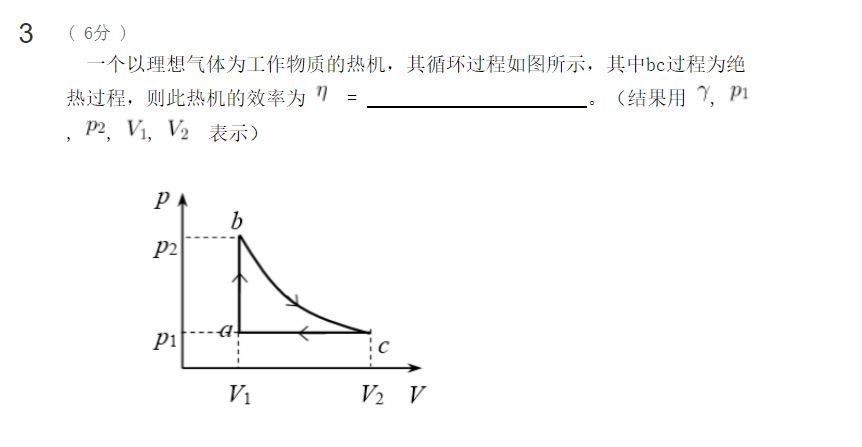 3 （ 6分 ）
一个以理想气体为工作物质的热机，其循环过程如图所示，其中bc过程为绝
热过程，则此热机的效率为 η = ________________。（结果用 γ, p1
, p2, V1, V2 表示）
p
b
p2
p1
a
c
V1
V2
V